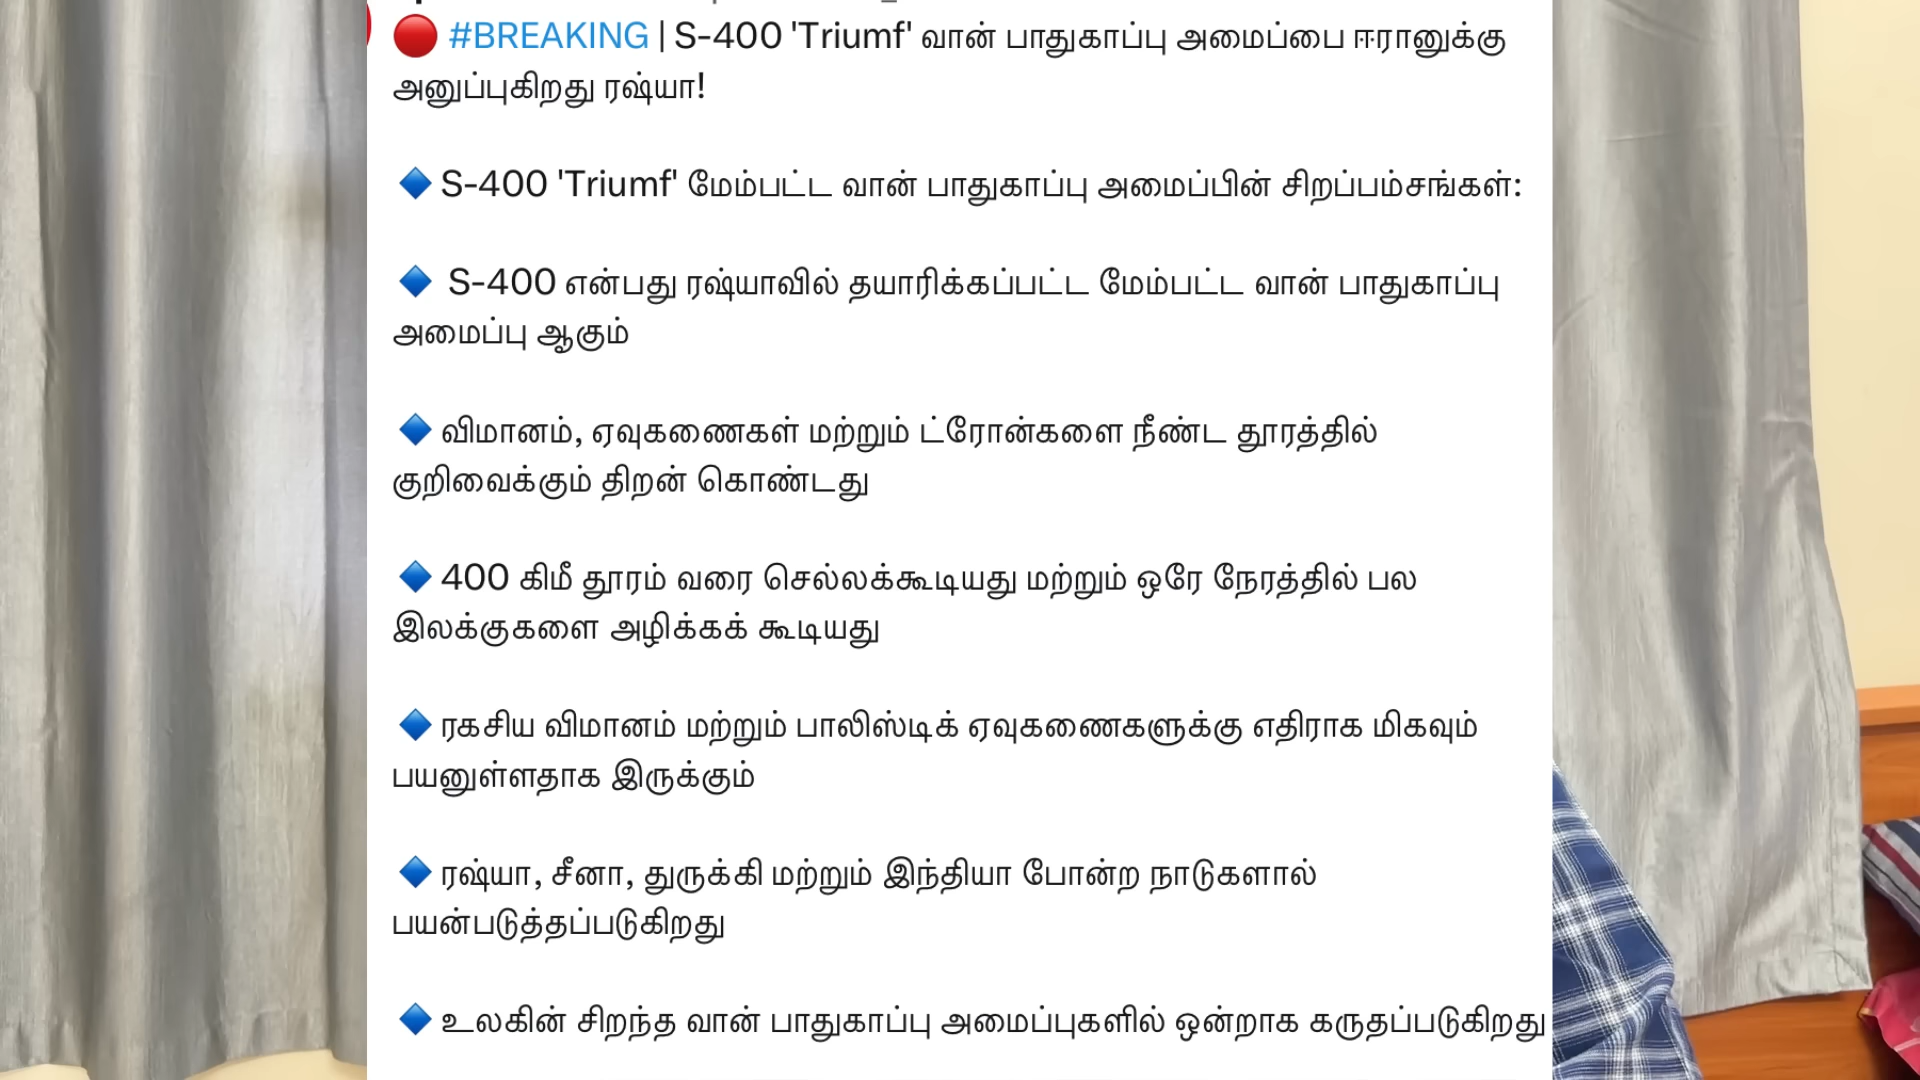 #BREAKING | S-400 'Triumf' வான் பாதுகாப்பு அமைப்பை ஈரானுக்கு
அனுப்புகிறது ரஷ்யா!
S-400 'Triumf' மேம்பட்ட வான் பாதுகாப்பு அமைப்பின் சிறப்பம்சங்கள்:
S-400 என்பது ரஷ்யாவில் தயாரிக்கப்பட்ட மேம்பட்ட வான் பாதுகாப்பு
அமைப்பு ஆகும்
விமானம், ஏவுகணைகள் மற்றும் ட்ரோன்களை நீண்ட தூரத்தில்
குறிவைக்கும் திறன் கொண்டது
400 கிமீ தூரம் வரை செல்லக்கூடியது மற்றும் ஒரே நேரத்தில் பல
இலக்குகளை அழிக்கக் கூடியது
ரகசிய விமானம் மற்றும் பாலிஸ்டிக் ஏவுகணைகளுக்கு எதிராக மிகவும்
பயனுள்ளதாக இருக்கும்
ரஷ்யா, சீனா, துருக்கி மற்றும் இந்தியா போன்ற நாடுகளால்
பயன்படுத்தப்படுகிறது
உலகின் சிறந்த வான் பாதுகாப்பு அமைப்புகளில் ஒன்றாக கருதப்படுகிறது